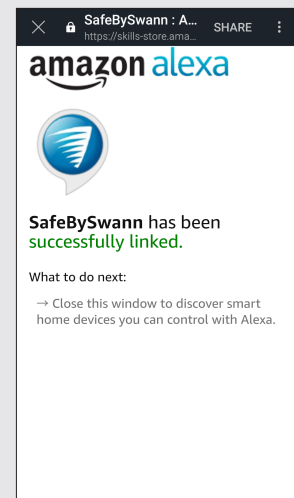 SafeBySwann : A...
https://skills-store.ama...
SHARE
amazon alexa
SafeBySwann has been
successfully linked.
What to do next:
→ Close this window to discover smart
home devices you can control with Alexa.